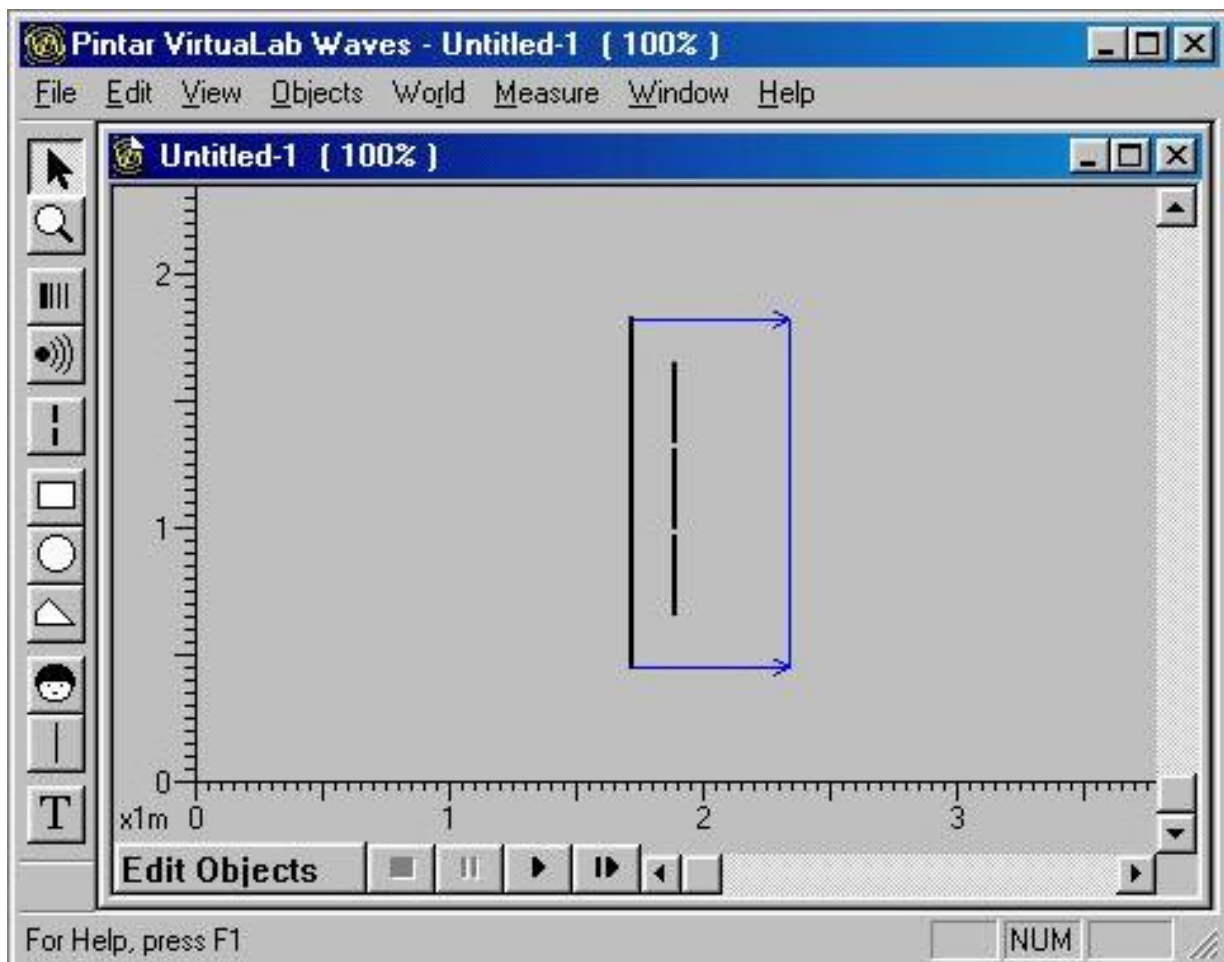 Pintar VirtuaLab Waves - Untitled-1 ( 100% )
File Edit View Objects World Measure Window Help
Untitled-1 ( 100% )
2
1
0
x1m 0 1 2 3
T
Edit Objects
For Help, press F1 NUM